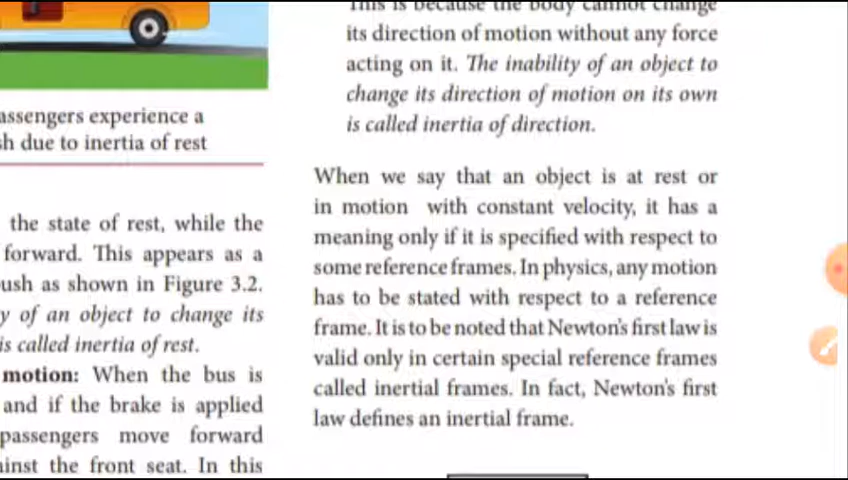 assengers experience a
h due to inertia of rest
the state of rest, while the
forward. This appears as a
ush as shown in Figure 3.2.
y of an object to change its
is called inertia of rest.
motion: When the bus is
and if the brake is applied
passengers move forward
ainst the front seat. In this
This is because the body cannot change
its direction of motion without any force
acting on it. The inability of an object to
change its direction of motion on its own
is called inertia of direction.
When we say that an object is at rest or
in motion with constant velocity, it has a
meaning only if it is specified with respect to
some reference frames. In physics, any motion
has to be stated with respect to a reference
frame. It is to be noted that Newton's first law is
valid only in certain special reference frames
called inertial frames. In fact, Newton's first
law defines an inertial frame.